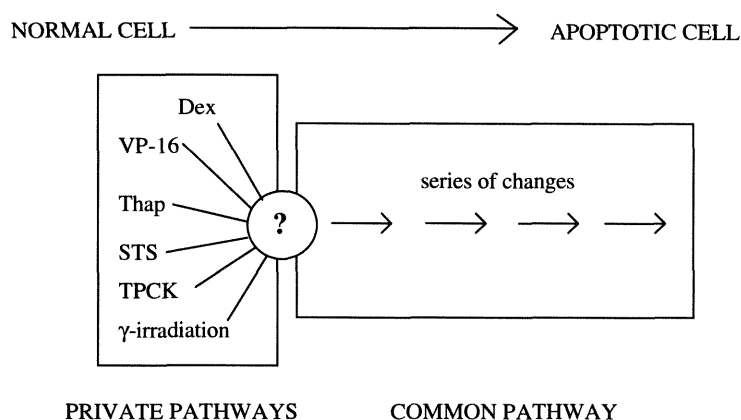 NORMAL CELL
APOPTOTIC CELL
Dex
VP-16
Thap
STS
TPCK
γ-irradiation
?
series of changes
PRIVATE PATHWAYS
COMMON PATHWAY